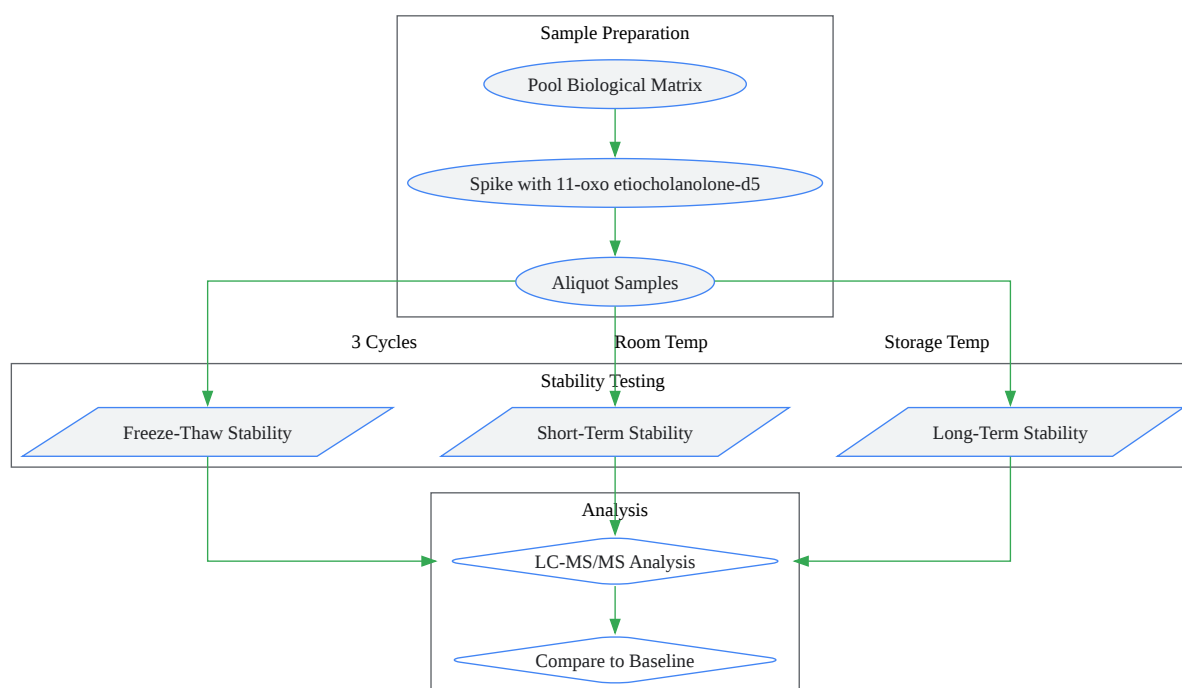 Sample Preparation
Pool Biological Matrix
Spike with 11-oxo etiocholanolone-d5
Aliquot Samples
3 Cycles
Room Temp
Storage Temp
Stability Testing
Freeze-Thaw Stability
Short-Term Stability
Long-Term Stability
Analysis
LC-MS/MS Analysis
Compare to Baseline